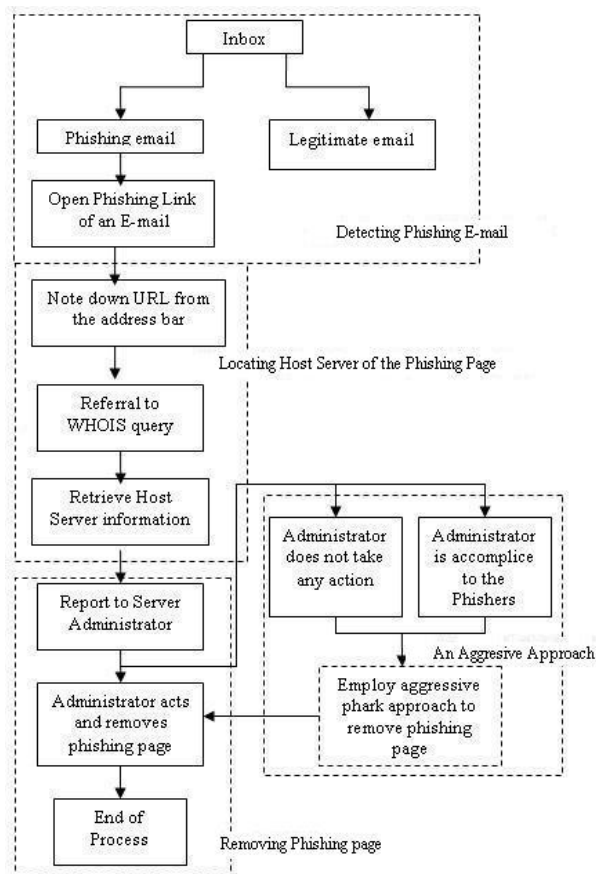 Inbox
Phishing email
Legitimate email
Open Phishing Link
of an E-mail
Detecting Phishing E-mail
Note down URL from
the address bar
Locating Host Server of the Phishing Page
Referral to
WHOIS query
Retrieve Host
Server information
Administrator
does not take
any action
Administrator
is accomplice
to the
Phishers
Report to Server
Administrator
An Aggresive Approach
Employ aggressive
phark approach to
remove phishing
page
Administrator acts
and removes
phishing page
End of
Process
Removing Phishing page